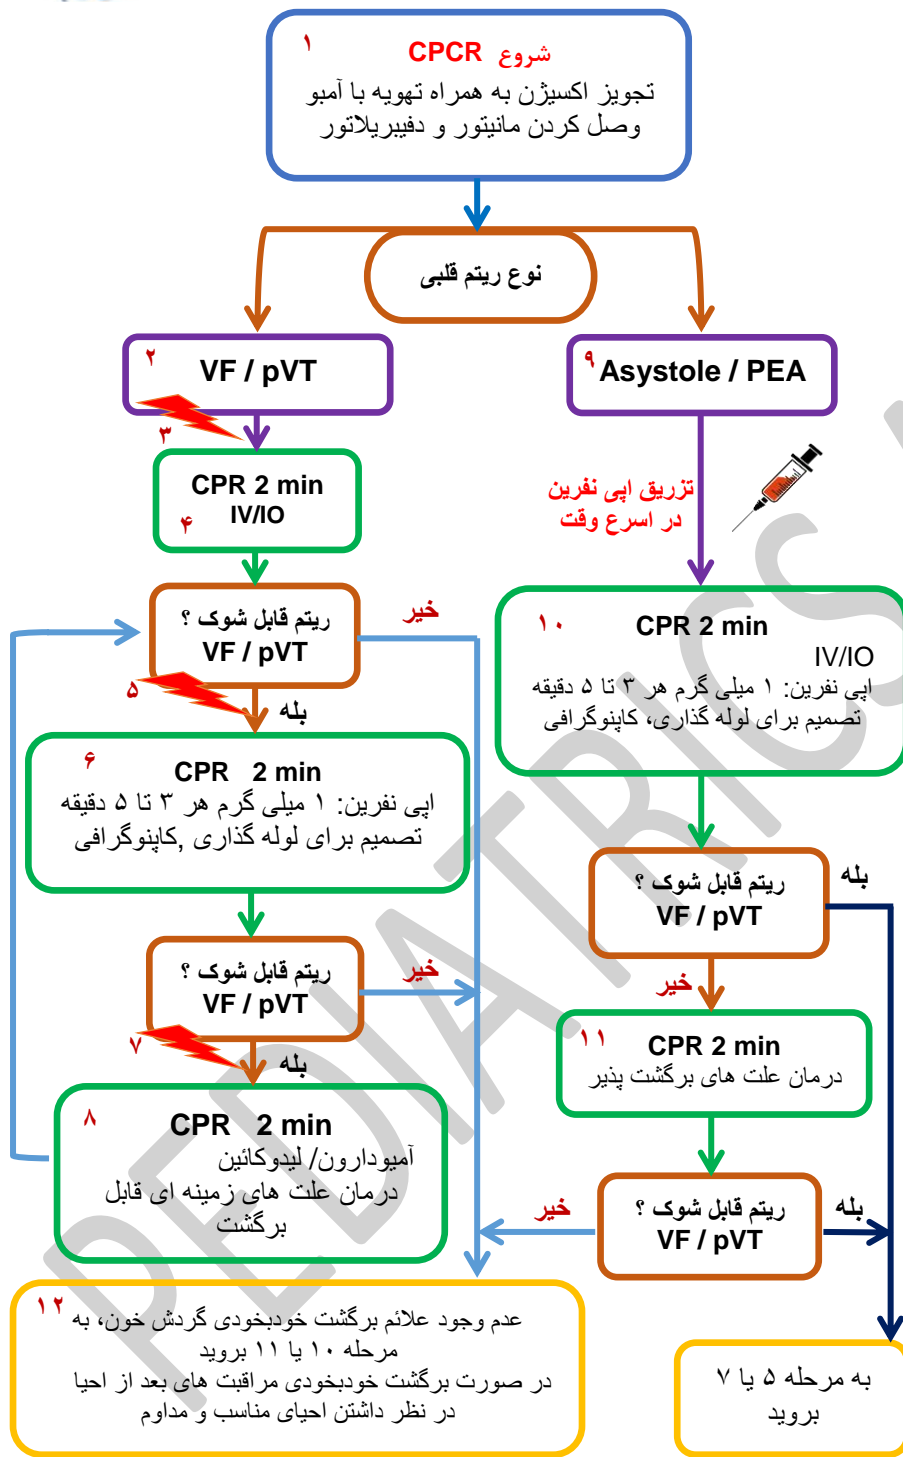 ۱
شروع CPCR
تجویز اکسیژن به همراه تهویه با آمبو
وصل کردن مانیتور و دفیبریلاتور
نوع ریتم قلبی
۲
VF / pVT
۳
CPR 2 min
IV/IO
۴
ریتم قابل شوک ؟
VF / pVT
خیر
۵
بله
۶
CPR 2 min
اپی نفرین: ۱ میلی گرم هر ۳ تا ۵ دقیقه
تصمیم برای لوله گذاری ,کاپنوگرافی
ریتم قابل شوک ؟
VF / pVT
خیر
۷
بله
۸
CPR 2 min
آمیودارون/ لیدوکائین
درمان علت های زمینه ای قابل
برگشت
۹
Asystole / PEA
تزریق اپی نفرین
در اسرع وقت
۱۰
CPR 2 min
IV/IO
اپی نفرین: ۱ میلی گرم هر ۳ تا ۵ دقیقه
تصمیم برای لوله گذاری، کاپنوگرافی
ریتم قابل شوک ؟
VF / pVT
بله
خیر
۱۱
CPR 2 min
درمان علت های برگشت پذیر
ریتم قابل شوک ؟
VF / pVT
بله
خیر
۱۲
عدم وجود علائم برگشت خودبخودی گردش خون، به
مرحله ۱۰ یا ۱۱ بروید
در صورت برگشت خودبخودی مراقبت های بعد از احیا
در نظر داشتن احیای مناسب و مداوم
به مرحله ۵ یا ۷
بروید
PEDIATRICS